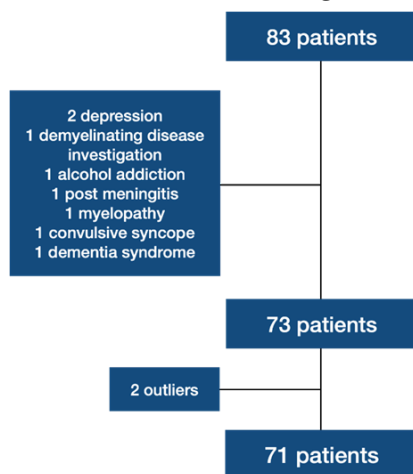 83 patients
2 depression
1 demyelinating disease
investigation
1 alcohol addiction
1 post meningitis
1 myelopathy
1 convulsive syncope
1 dementia syndrome
73 patients
2 outliers
71 patients